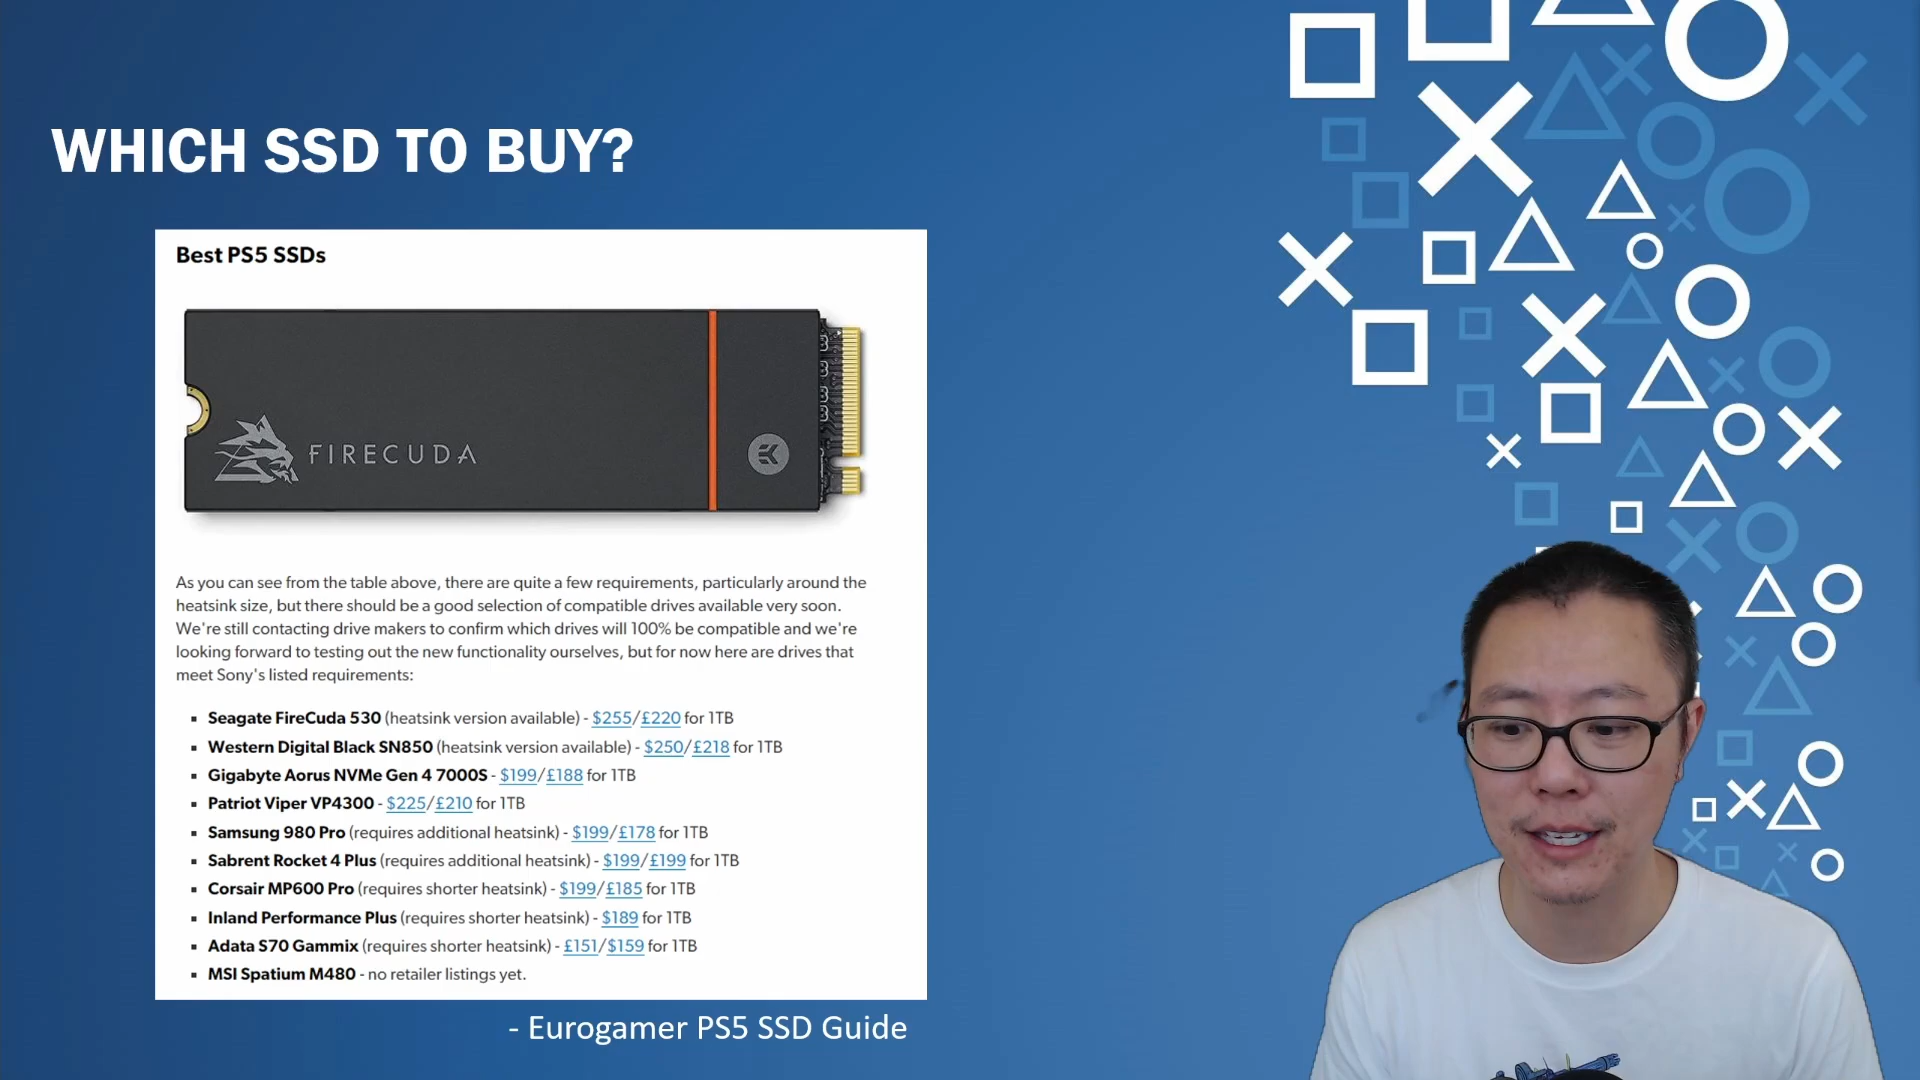 WHICH SSD TO BUY?
Best PS5 SSDs
FIRECUDA
As you can see from the table above, there are quite a few requirements, particularly around the
heatsink size, but there should be a good selection of compatible drives available very soon.
We're still contacting drive makers to confirm which drives will 100% be compatible and we're
looking forward to testing out the new functionality ourselves, but for now here are drives that
meet Sony's listed requirements:
▪ Seagate FireCuda 530 (heatsink version available) - $255/£220 for 1TB
▪ Western Digital Black SN850 (heatsink version available) - $250/£218 for 1TB
▪ Gigabyte Aorus NVMe Gen 4 7000S - $199/£188 for 1TB
▪ Patriot Viper VP4300 - $225/£210 for 1TB
▪ Samsung 980 Pro (requires additional heatsink) - $199/£178 for 1TB
▪ Sabrent Rocket 4 Plus (requires additional heatsink) - $199/£199 for 1TB
▪ Corsair MP600 Pro (requires shorter heatsink) - $199/£185 for 1TB
▪ Inland Performance Plus (requires shorter heatsink) - $189 for 1TB
▪ Adata S70 Gammix (requires shorter heatsink) - £151/$159 for 1TB
▪ MSI Spatium M480 - no retailer listings yet.
- Eurogamer PS5 SSD Guide